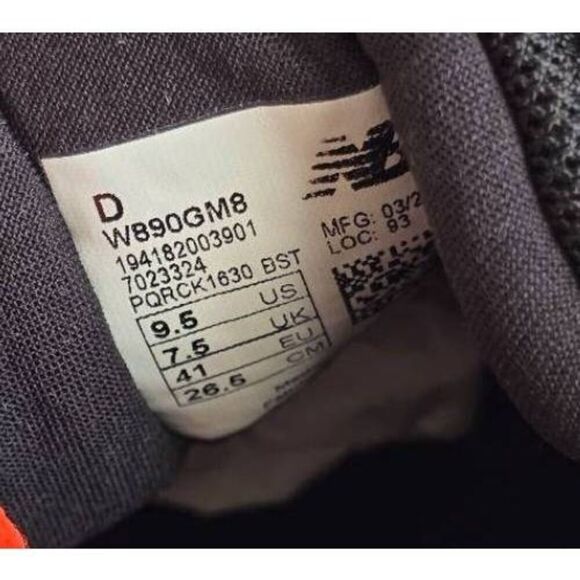 D
W890GM8
194182003901
7023324
PQRCK1630 BST
9.5 US
7.5 UK
41 EU
26.5 CM
NB
MFG: 03/2
LOC: 93